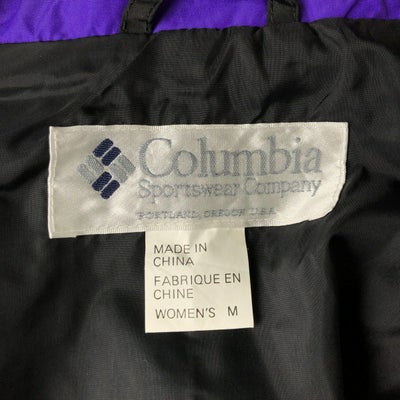 Columbia
Sportswear Company
PORTLAND, OREGON U.S.A.
MADE IN
CHINA
FABRIQUE EN
CHINE
WOMEN'S M